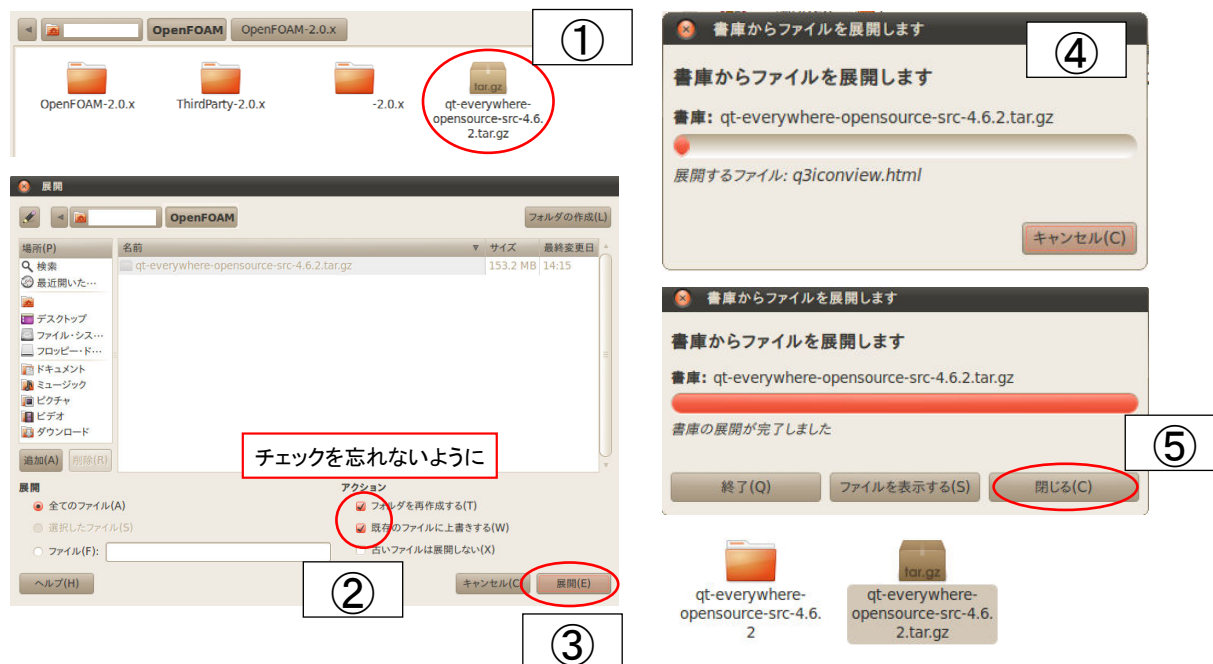 OpenFOAM OpenFOAM-2.0.x
①
tar.gz
OpenFOAM-2.0.x ThirdParty-2.0.x -2.0.x qt-everywhere-
opensource-src-4.6.
2.tar.gz
展開
OpenFOAM フォルダの作成(L)
場所(P) 名前 サイズ 最終変更日
検索 qt-everywhere-opensource-src-4.6.2.tar.gz 153.2 MB 14:15
最近開いた…
デスクトップ
ファイル・シス…
フロッピー・ド…
ドキュメント
ミュージック
ピクチャ
ビデオ
ダウンロード
追加(A) 削除(R)
チェックを忘れないように
展開 アクション
全てのファイル(A) フォルダを再作成する(T)
選択したファイル(S) 既存のファイルに上書きする(W)
ファイル(F): 古いファイルは展開しない(X)
ヘルプ(H) キャンセル(C) 展開(E)
②
③
書庫からファイルを展開します
④
書庫からファイルを展開します
書庫: qt-everywhere-opensource-src-4.6.2.tar.gz
展開するファイル: q3iconview.html
キャンセル(C)
書庫からファイルを展開します
書庫からファイルを展開します
書庫: qt-everywhere-opensource-src-4.6.2.tar.gz
書庫の展開が完了しました
⑤
終了(Q) ファイルを表示する(S) 閉じる(C)
tar.gz
qt-everywhere-
opensource-src-4.6.
2
qt-everywhere-
opensource-src-4.6.
2.tar.gz